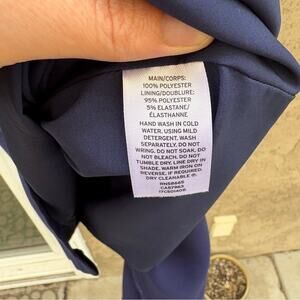 MAIN/CORPS:
100% POLYESTER
LINING/DOUBLURE:
95% POLYESTER
5% ELASTANE/
ÉLASTHANNE
HAND WASH IN COLD
WATER, USING MILD
DETERGENT. WASH
SEPARATELY. DO NOT
WRING. DO NOT SOAK. DO
NOT BLEACH. DO NOT
TUMBLE DRY. LINE DRY IN
SHADE. WARM IRON ON
REVERSE, IF REQUIRED.
DRY CLEANABLE Ⓟ.